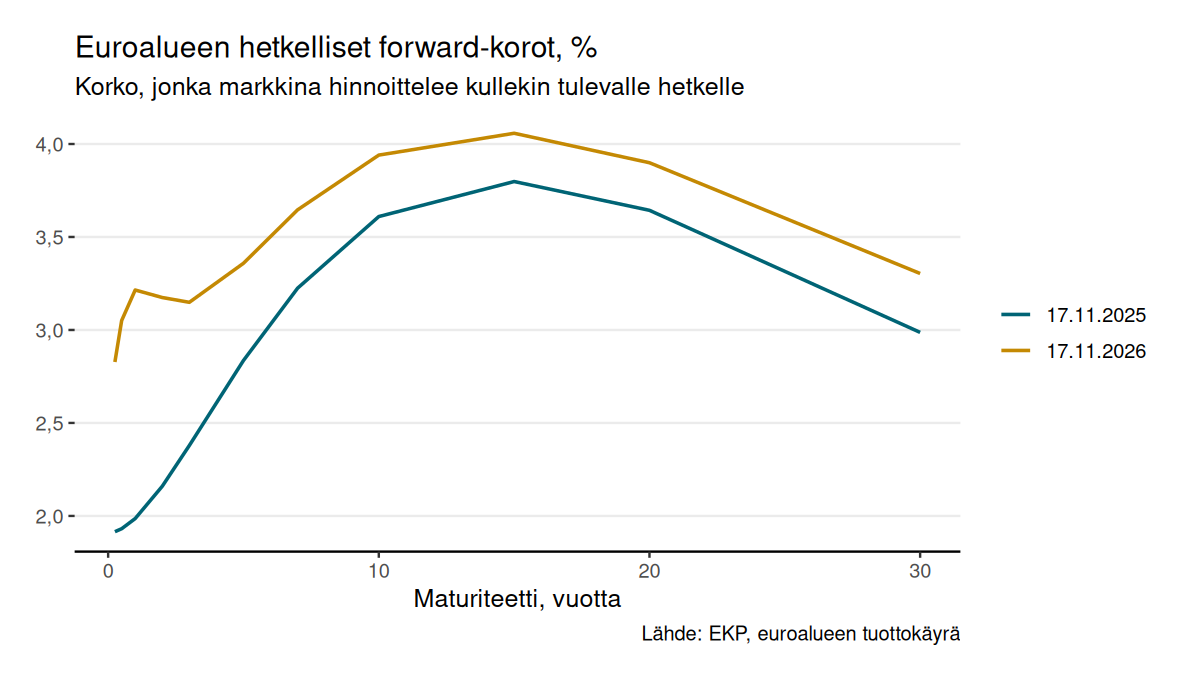 Euroalueen hetkelliset forward-korot, %
Korko, jonka markkina hinnoittelee kullekin tulevalle hetkelle
4,0
3,5
3,0
2,5
2,0
0
10
20
30
Maturiteetti, vuotta
17.11.2025
17.11.2026
Lähde: EKP, euroalueen tuottokäyrä